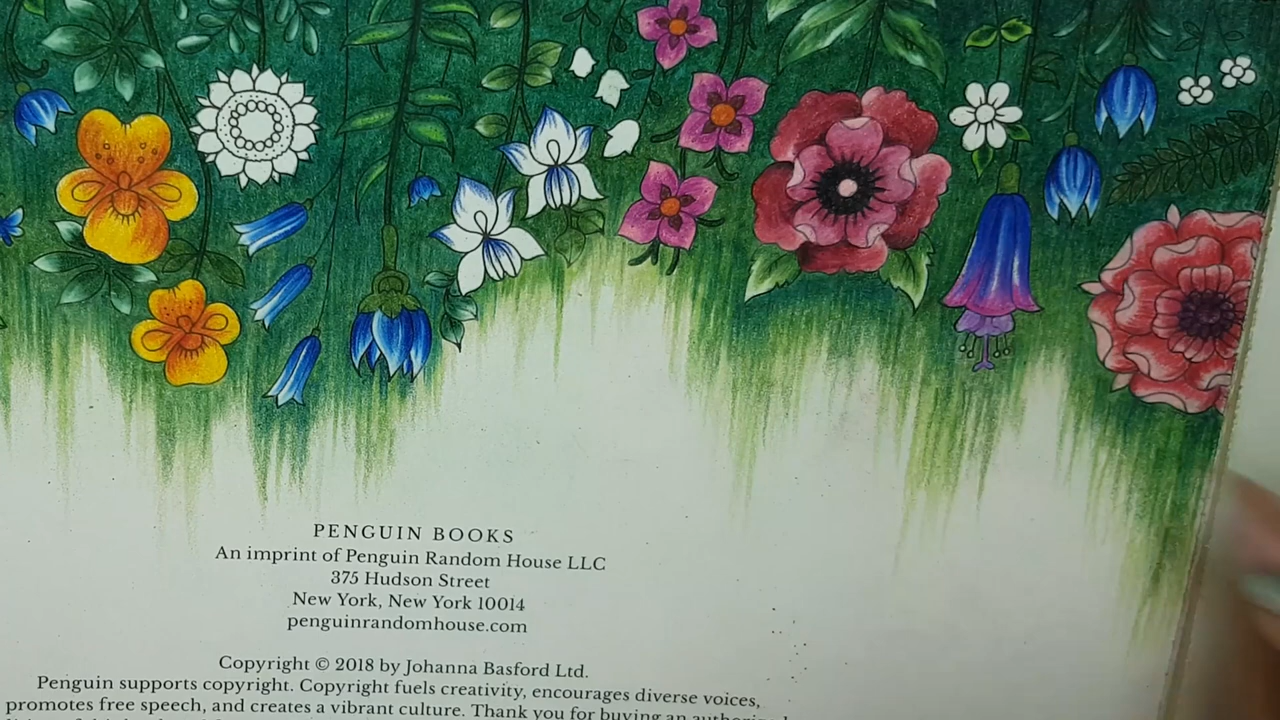 PENGUIN BOOKS
An imprint of Penguin Random House LLC
375 Hudson Street
New York, New York 10014
penguinrandomhouse.com
Copyright © 2018 by Johanna Basford Ltd.
Penguin supports copyright. Copyright fuels creativity, encourages diverse voices,
promotes free speech, and creates a vibrant culture. Thank you for buying an